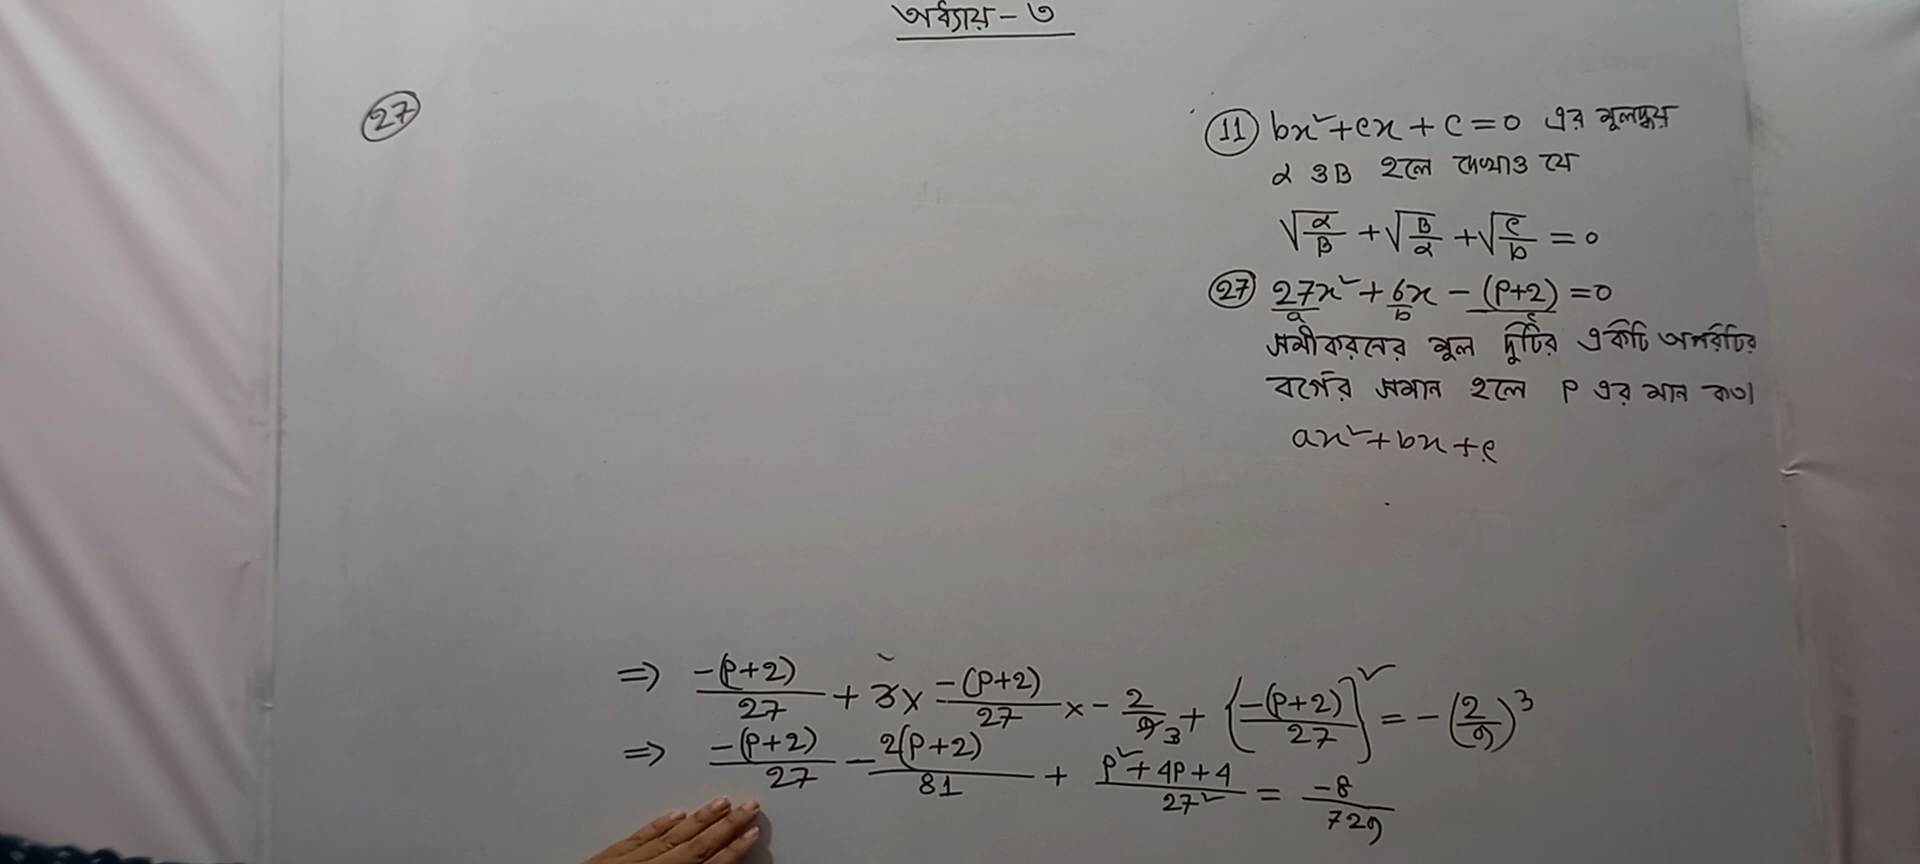 অধ্যায় - ৩
(27)
(11) bx² + cx + c = 0 এর মূলদ্বয়
α ও β হলে দেখাও যে
√(α/β) + √(β/α) + √(c/b) = 0
(27) 27x² + 6x - (P+2) = 0
a b c
সমীকরনের মূল দুটির একটি অপরটির
বর্গের সমান হলে P এর মান কত।
ax² + bx + c
⇒ -(P+2)/27 + 3 × -(P+2)/27 × - 2/9 3 + {-(P+2)/27}² = -(2/9)³
⇒ -(P+2)/27 - 2(P+2)/81 + P²+4P+4/27² = -8/729